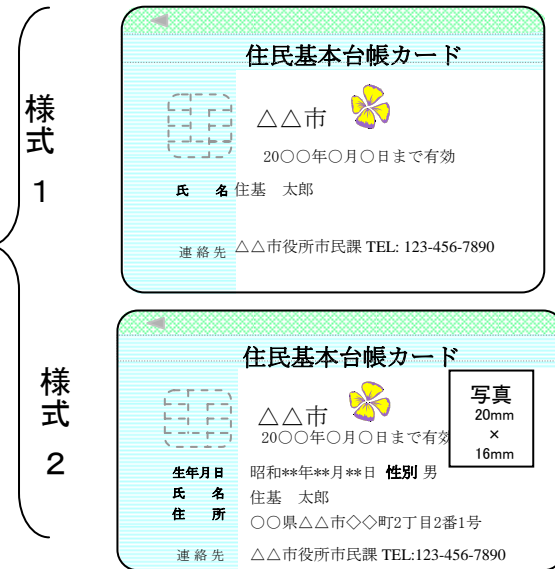 様式
1
住民基本台帳カード
△△市
20○○年○月○日まで有効
氏　名 住基　太郎
連絡先 △△市役所市民課 TEL: 123-456-7890
様式
2
住民基本台帳カード
写真
20mm
×
16mm
△△市
20○○年○月○日まで有効
生年月日 昭和**年**月**日 性別 男
氏　名 住基　太郎
住　所 ○○県△△市◇◇町2丁目2番1号
連絡先 △△市役所市民課 TEL:123-456-7890